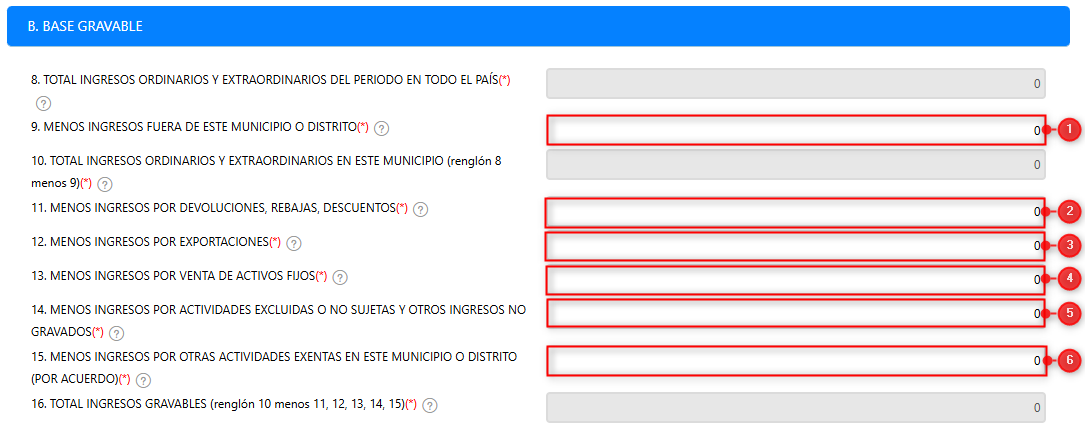 B. BASE GRAVABLE
8. TOTAL INGRESOS ORDINARIOS Y EXTRAORDINARIOS DEL PERIODO EN TODO EL PAÍS(*)
?
0
9. MENOS INGRESOS FUERA DE ESTE MUNICIPIO O DISTRITO(*) ?
0
1
10. TOTAL INGRESOS ORDINARIOS Y EXTRAORDINARIOS EN ESTE MUNICIPIO (renglón 8
menos 9)(*) ?
0
11. MENOS INGRESOS POR DEVOLUCIONES, REBAJAS, DESCUENTOS(*) ?
0
2
12. MENOS INGRESOS POR EXPORTACIONES(*) ?
0
3
13. MENOS INGRESOS POR VENTA DE ACTIVOS FIJOS(*) ?
0
4
14. MENOS INGRESOS POR ACTIVIDADES EXCLUIDAS O NO SUJETAS Y OTROS INGRESOS NO
GRAVADOS(*) ?
0
5
15. MENOS INGRESOS POR OTRAS ACTIVIDADES EXENTAS EN ESTE MUNICIPIO O DISTRITO
(POR ACUERDO)(*) ?
0
6
16. TOTAL INGRESOS GRAVABLES (renglón 10 menos 11, 12, 13, 14, 15)(*) ?
0